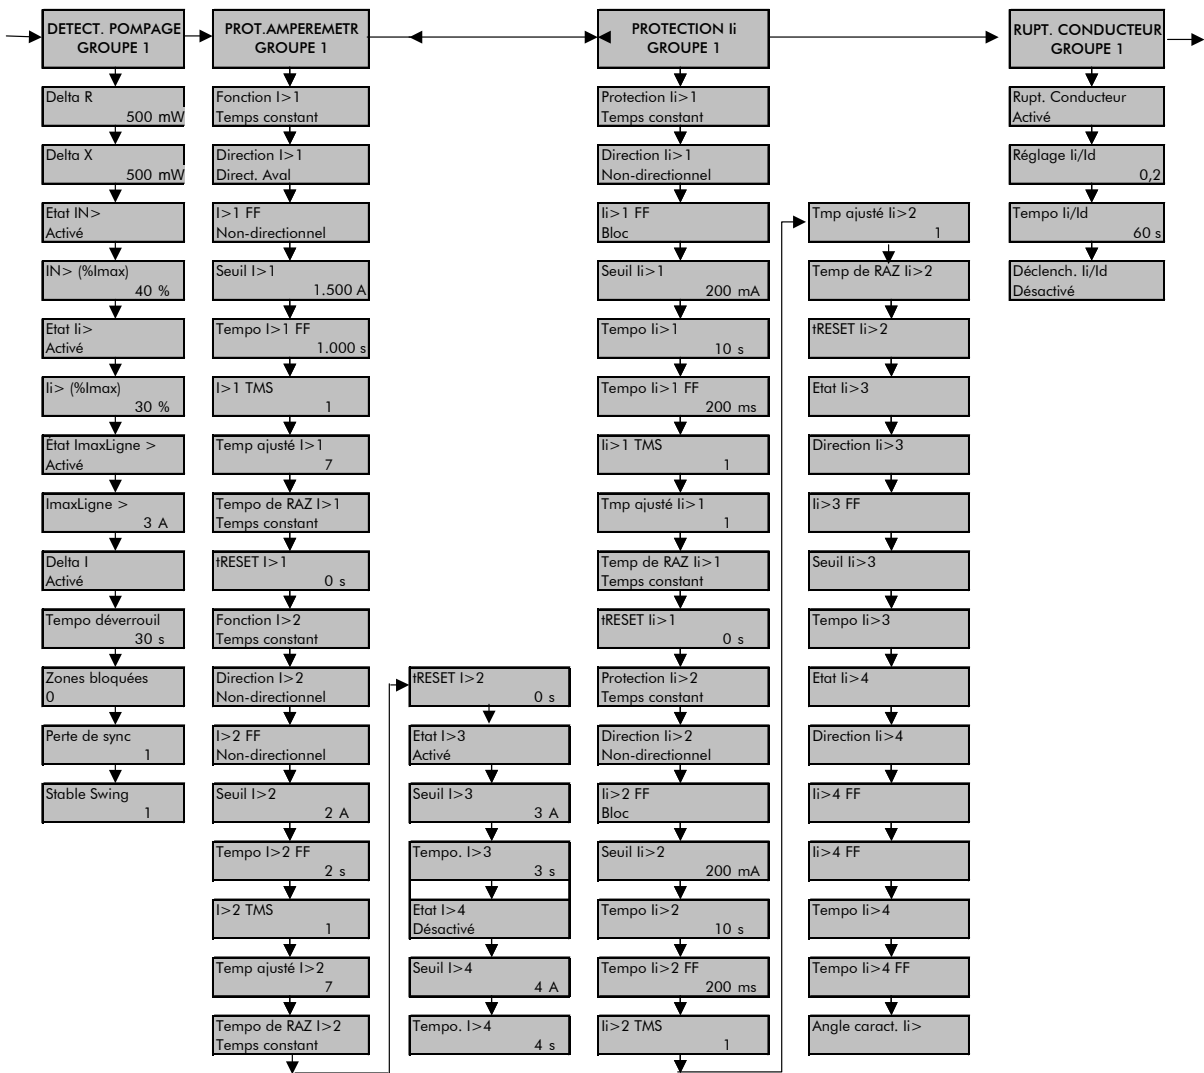 DETECT. POMPAGE
GROUPE 1
Delta R
500 mW
Delta X
500 mW
Etat IN>
Activé
IN> (%Imax)
40 %
Etat Ii>
Activé
Ii> (%Imax)
30 %
État ImaxLigne >
Activé
ImaxLigne >
3 A
Delta I
Activé
Tempo déverrouil
30 s
Zones bloquées
0
Perte de sync
1
Stable Swing
1
PROT.AMPEREMETR
GROUPE 1
Fonction I>1
Temps constant
Direction I>1
Direct. Aval
I>1 FF
Non-directionnel
Seuil I>1
1.500 A
Tempo I>1 FF
1.000 s
I>1 TMS
1
Temp ajusté I>1
7
Tempo de RAZ I>1
Temps constant
tRESET I>1
0 s
Fonction I>2
Temps constant
Direction I>2
Non-directionnel
I>2 FF
Non-directionnel
Seuil I>2
2 A
Tempo I>2 FF
2 s
I>2 TMS
1
Temp ajusté I>2
7
Tempo de RAZ I>2
Temps constant
tRESET I>2
0 s
Etat I>3
Activé
Seuil I>3
3 A
Tempo. I>3
3 s
Etat I>4
Désactivé
Seuil I>4
4 A
Tempo. I>4
4 s
PROTECTION Ii
GROUPE 1
Protection Ii>1
Temps constant
Direction Ii>1
Non-directionnel
Ii>1 FF
Bloc
Seuil Ii>1
200 mA
Tempo Ii>1
10 s
Tempo Ii>1 FF
200 ms
Ii>1 TMS
1
Tmp ajusté Ii>1
1
Temp de RAZ Ii>1
Temps constant
tRESET Ii>1
0 s
Protection Ii>2
Temps constant
Direction Ii>2
Non-directionnel
Ii>2 FF
Bloc
Seuil Ii>2
200 mA
Tempo Ii>2
10 s
Tempo Ii>2 FF
200 ms
Ii>2 TMS
1
Tmp ajusté Ii>2
1
Temp de RAZ Ii>2
tRESET Ii>2
Etat Ii>3
Direction Ii>3
Ii>3 FF
Seuil Ii>3
Tempo Ii>3
Etat Ii>4
Direction Ii>4
Ii>4 FF
Ii>4 FF
Tempo Ii>4
Tempo Ii>4 FF
Angle caract. Ii>
RUPT. CONDUCTEUR
GROUPE 1
Rupt. Conducteur
Activé
Réglage Ii/Id
0,2
Tempo Ii/Id
60 s
Déclench. Ii/Id
Désactivé